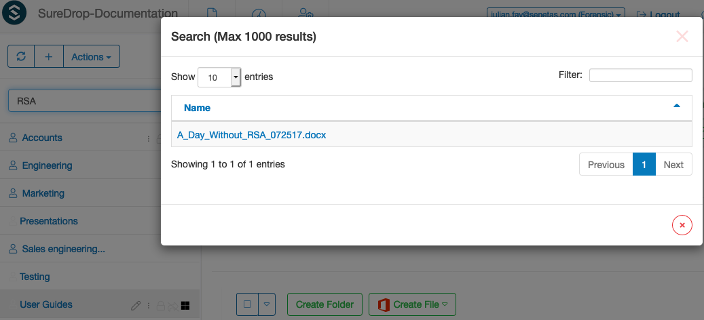 SureDrop-Documentation
julian.fay@senetas.com (Forensic)
Logout
Actions
RSA
Accounts
Engineering
Marketing
Presentations
Sales engineering...
Testing
User Guides
Search (Max 1000 results)
Show 10 entries
Filter:
Name
A_Day_Without_RSA_072517.docx
Showing 1 to 1 of 1 entries
Previous 1 Next
Create Folder
Create File